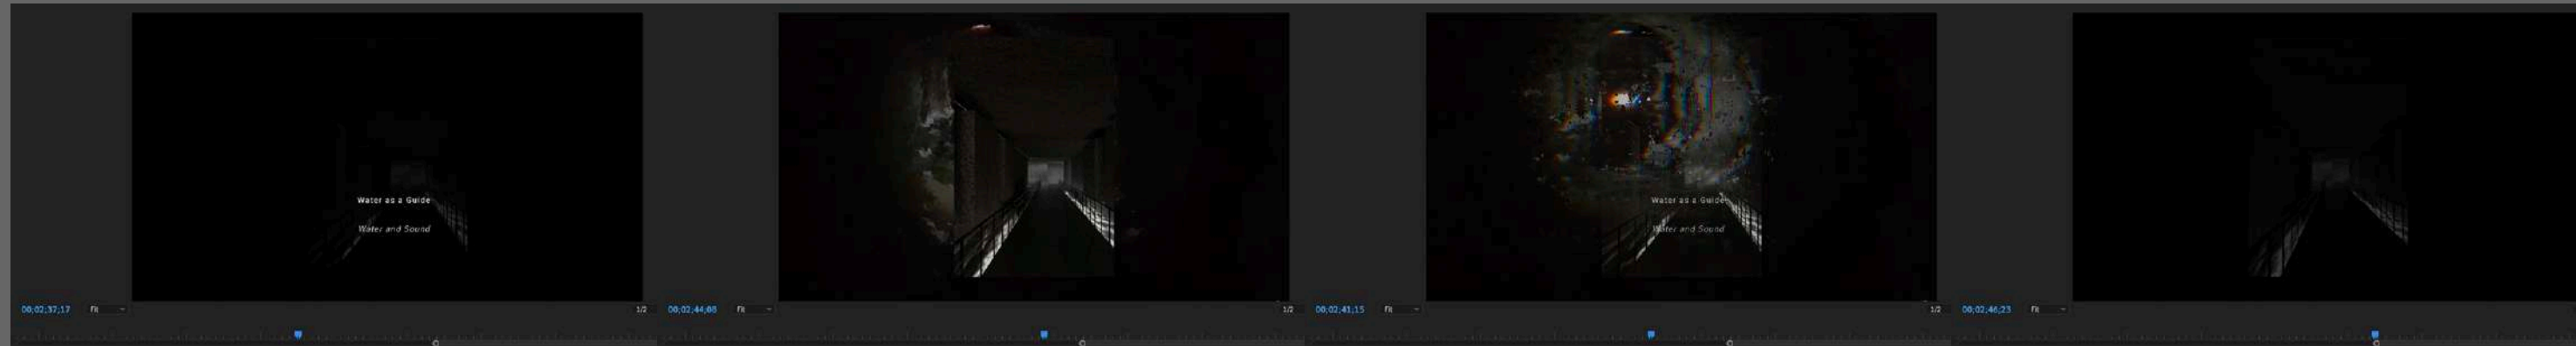 Water as a Guide
Water and Sound
00;02;37;17 Fit 1/2
00;02;44;08 Fit 1/2
Water as a Guide
Water and Sound
00;02;41;15 Fit 1/2
00;02;46;23 Fit